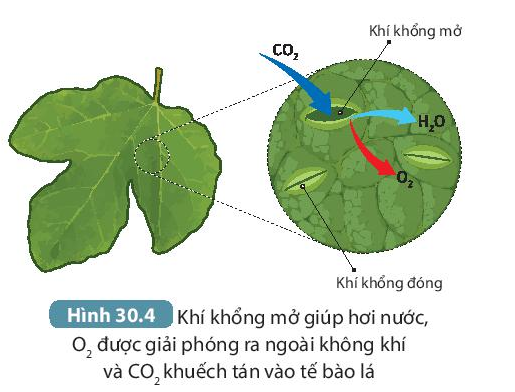 Khí khổng mở
CO₂
H₂O
O₂
Khí khổng đóng
Hình 30.4 Khí khổng mở giúp hơi nước,
O₂ được giải phóng ra ngoài không khí
và CO₂ khuếch tán vào tế bào lá